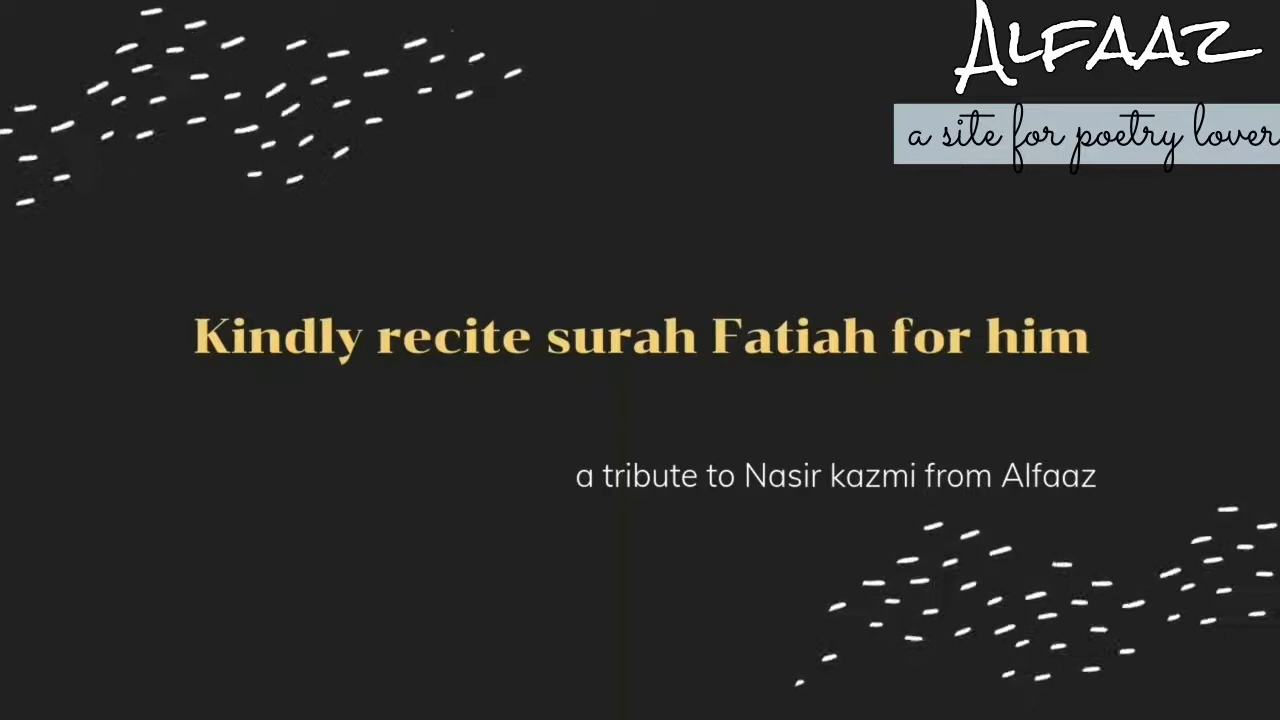 ALFAAZ
a site for poetry lover
Kindly recite surah Fatiah for him
a tribute to Nasir kazmi from Alfaaz